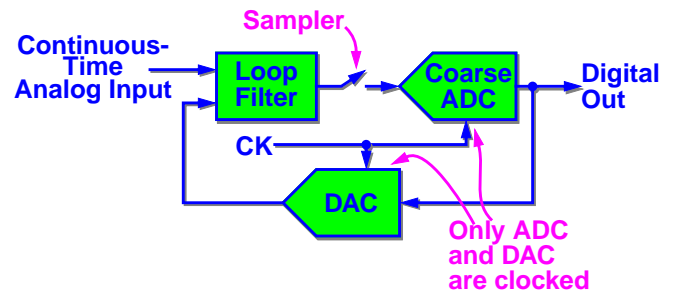 Sampler
Continuous-
Time
Analog Input
Loop
Filter
Coarse
ADC
Digital
Out
CK
DAC
Only ADC
and DAC
are clocked